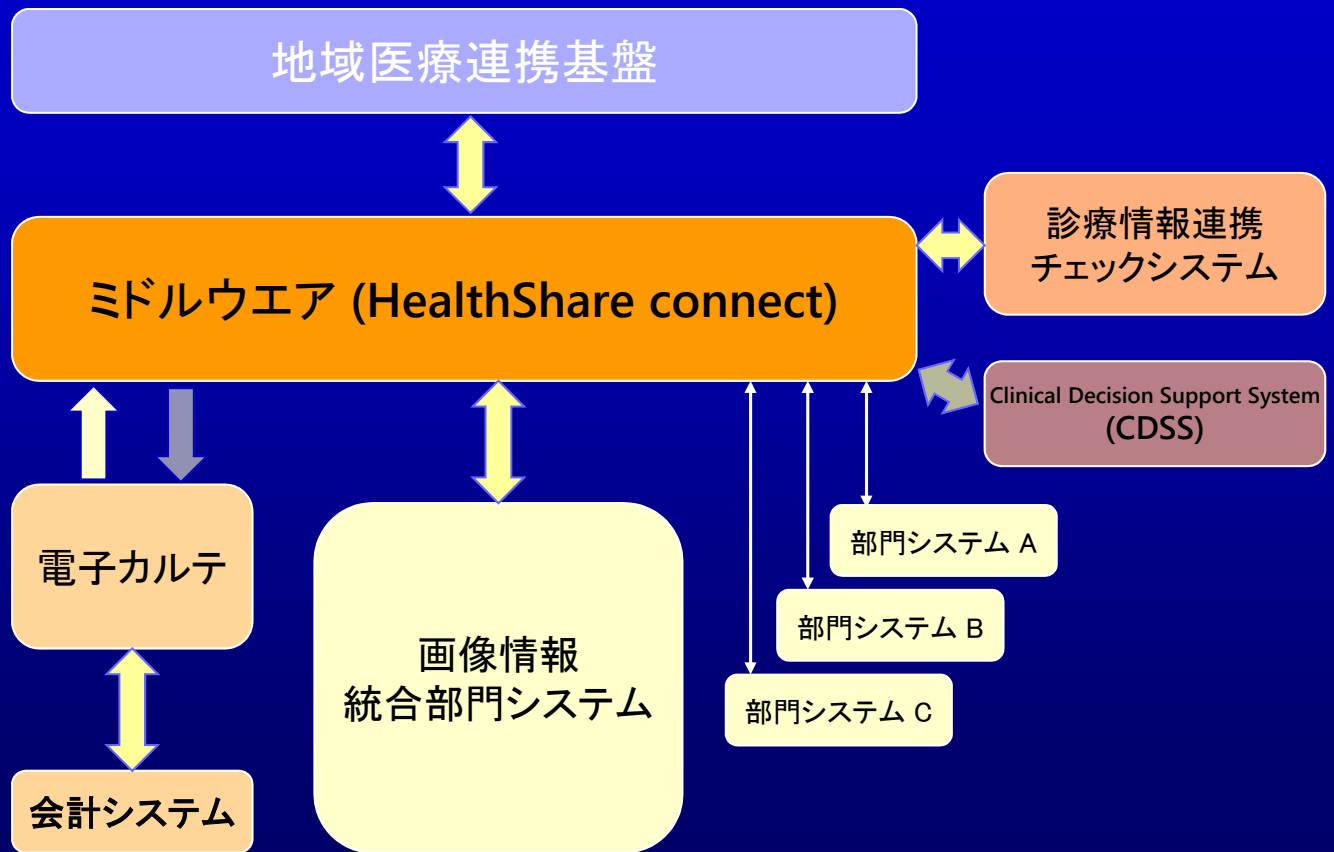 地域医療連携基盤
ミドルウエア (HealthShare connect)
診療情報連携
チェックシステム
Clinical Decision Support System
(CDSS)
電子カルテ
画像情報
統合部門システム
部門システム A
部門システム B
部門システム C
会計システム